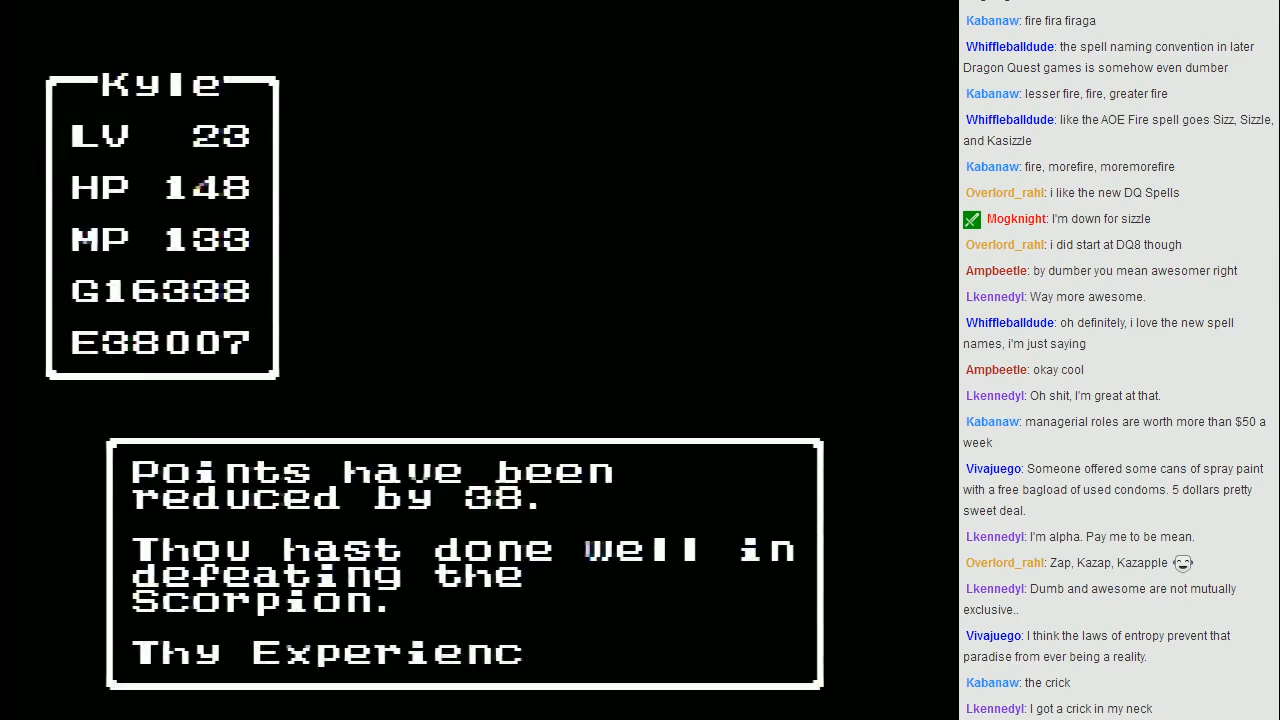 Kyle
LV 23
HP 148
MP 133
G16338
E38007
Points have been
reduced by 38.
Thou hast done well in
defeating the
Scorpion.
Thy Experienc
Kabanaw: fire fira firaga
Whiffleballdude: the spell naming convention in later
Dragon Quest games is somehow even dumber
Kabanaw: lesser fire, fire, greater fire
Whiffleballdude: like the AOE Fire spell goes Sizz, Sizzle,
and Kasizzle
Kabanaw: fire, morefire, moremorefire
Overlord_rahl: i like the new DQ Spells
Mogknight: I'm down for sizzle
Overlord_rahl: i did start at DQ8 though
Ampbeetle: by dumber you mean awesomer right
Lkennedyl: Way more awesome.
Whiffleballdude: oh definitely, i love the new spell
names, i'm just saying
Ampbeetle: okay cool
Lkennedyl: Oh shit, I'm great at that.
Kabanaw: managerial roles are worth more than $50 a
week
Vivajuego: Someone offered some cans of spray paint
with a free bagload of used condoms. 5 dollars pretty
sweet deal.
Lkennedyl: I'm alpha. Pay me to be mean.
Overlord_rahl: Zap, Kazap, Kazapple
Lkennedyl: Dumb and awesome are not mutually
exclusive..
Vivajuego: I think the laws of entropy prevent that
paradise from ever being a reality.
Kabanaw: the crick
Lkennedyl: I got a crick in my neck